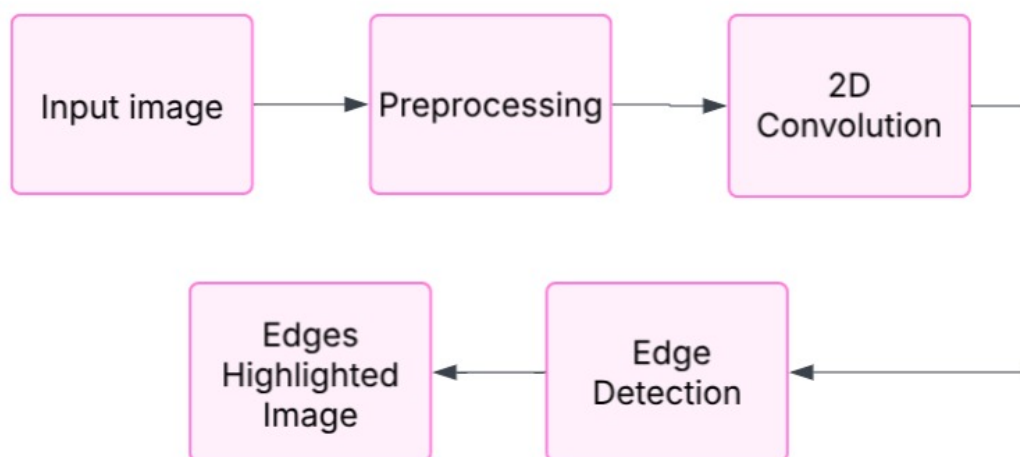 Input image
Preprocessing
2D
Convolution
Edge
Detection
Edges
Highlighted
Image